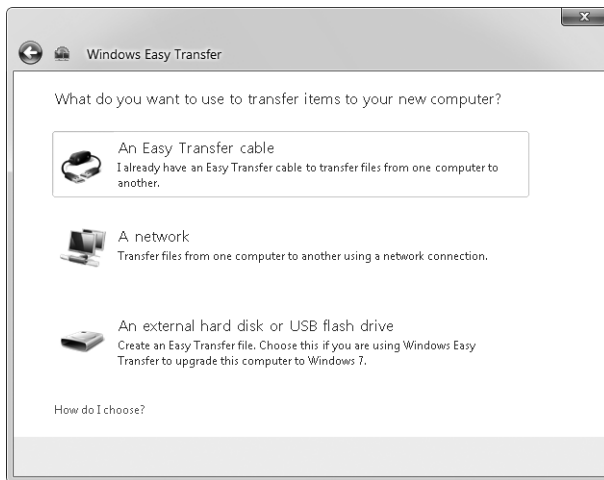 Windows Easy Transfer
What do you want to use to transfer items to your new computer?
An Easy Transfer cable
I already have an Easy Transfer cable to transfer files from one computer to
another.
A network
Transfer files from one computer to another using a network connection.
An external hard disk or USB flash drive
Create an Easy Transfer file. Choose this if you are using Windows Easy
Transfer to upgrade this computer to Windows 7.
How do I choose?